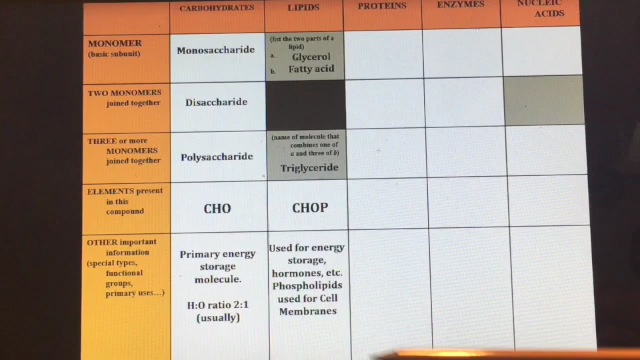 CARBOHYDRATES LIPIDS PROTEINS ENZYMES NUCLEIC
ACIDS
MONOMER
(basic subunit)
Monosaccharide
(list the two parts of a
lipid)
a. Glycerol
b. Fatty acid
TWO MONOMERS
joined together
Disaccharide
THREE or more
MONOMERS
joined together
Polysaccharide
(name of molecule that
combines one of
a and three of b)
Triglyceride
ELEMENTS present
in this
compound
CHO
CHOP
OTHER important
information
(special types,
functional
groups,
primary uses...)
Primary energy
storage
molecule.
H:O ratio 2:1
(usually)
Used for energy
storage,
hormones, etc.
Phospholipids
used for Cell
Membranes